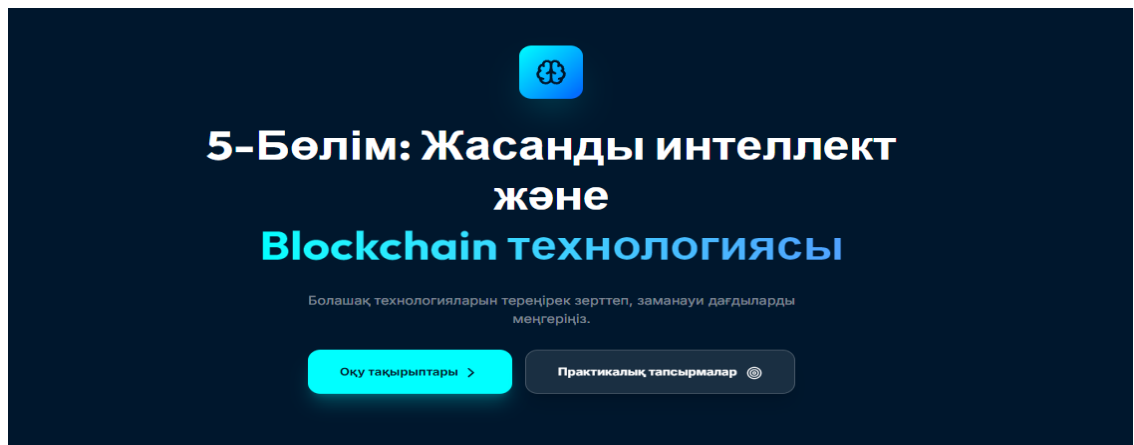 5-Бөлім: Жасанды интеллект
және
Blockchain технологиясы
Болашақ технологияларын тереңірек зерттеп, заманауи дағдыларды
меңгеріңіз.
Оқу тақырыптары
Практикалық тапсырмалар